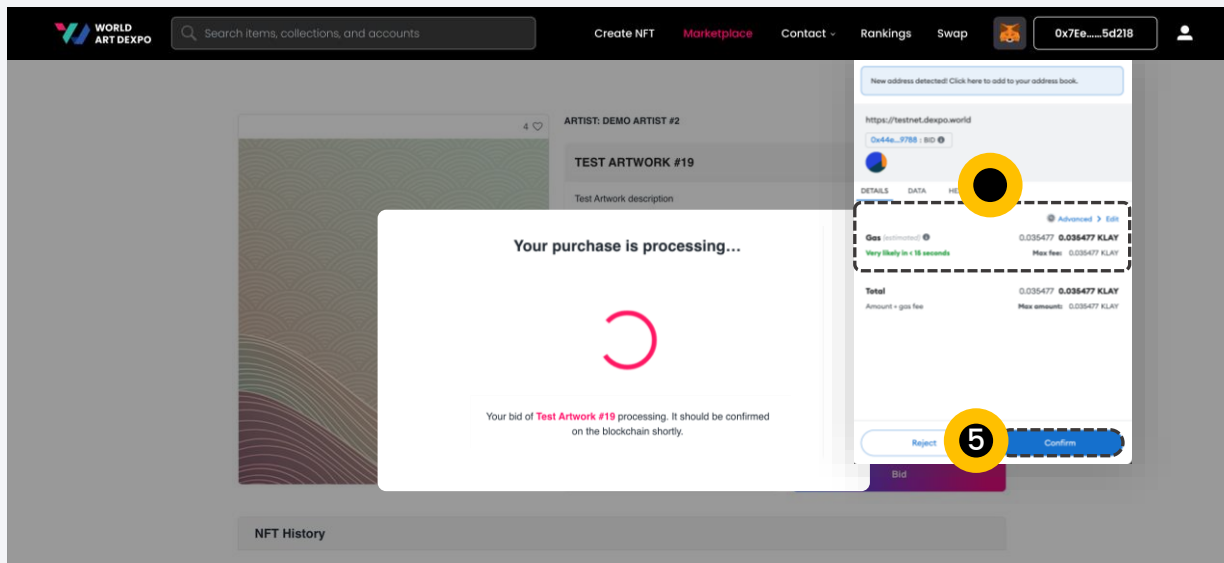 WORLD
ART DEXPO
Search items, collections, and accounts
Create NFT
Marketplace
Contact
Rankings
Swap
0x7Ee......5d218
New address detected! Click here to add to your address book.
https://testnet.dexpo.world
0x44e...9788 : BID
DETAILS
DATA
HE
Advanced > Edit
Gas (estimated) 0.035477 0.035477 KLAY
Very likely in < 15 seconds Max fee: 0.035477 KLAY
Total 0.035477 0.035477 KLAY
Amount + gas fee Max amount: 0.035477 KLAY
Reject
5
Confirm
4
ARTIST: DEMO ARTIST #2
TEST ARTWORK #19
Test Artwork description
Your purchase is processing...
Your bid of Test Artwork #19 processing. It should be confirmed
on the blockchain shortly.
Bid
NFT History